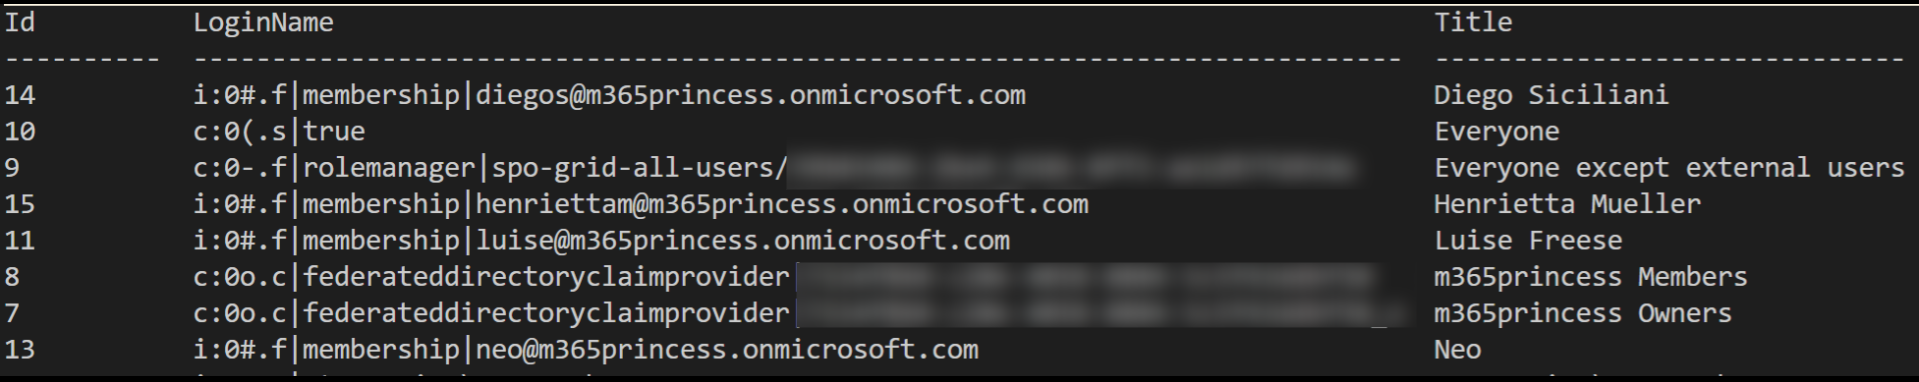 Id LoginName Title
---------- ----------------------------------------------------------------------------- ------------------------------
14 i:0#.f|membership|diegos@m365princess.onmicrosoft.com Diego Siciliani
10 c:0(.s|true Everyone
9 c:0-.f|rolemanager|spo-grid-all-users/ Everyone except external users
15 i:0#.f|membership|henriettam@m365princess.onmicrosoft.com Henrietta Mueller
11 i:0#.f|membership|luise@m365princess.onmicrosoft.com Luise Freese
8 c:0o.c|federateddirectoryclaimprovider| m365princess Members
7 c:0o.c|federateddirectoryclaimprovider| m365princess Owners
13 i:0#.f|membership|neo@m365princess.onmicrosoft.com Neo